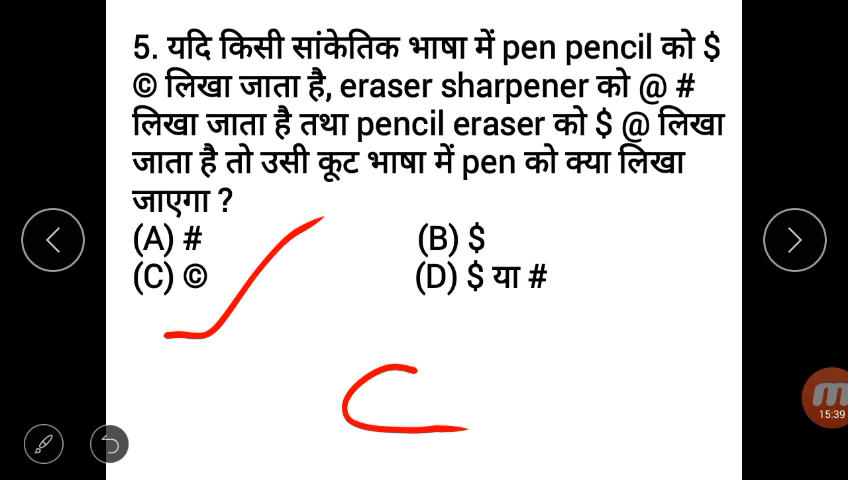 5. यदि किसी सांकेतिक भाषा में pen pencil को $
© लिखा जाता है, eraser sharpener को @ #
लिखा जाता है तथा pencil eraser को $ @ लिखा
जाता है तो उसी कूट भाषा में pen को क्या लिखा
जाएगा ?
(A) # (B) $
(C) © (D) $ या #
C
m
15:39